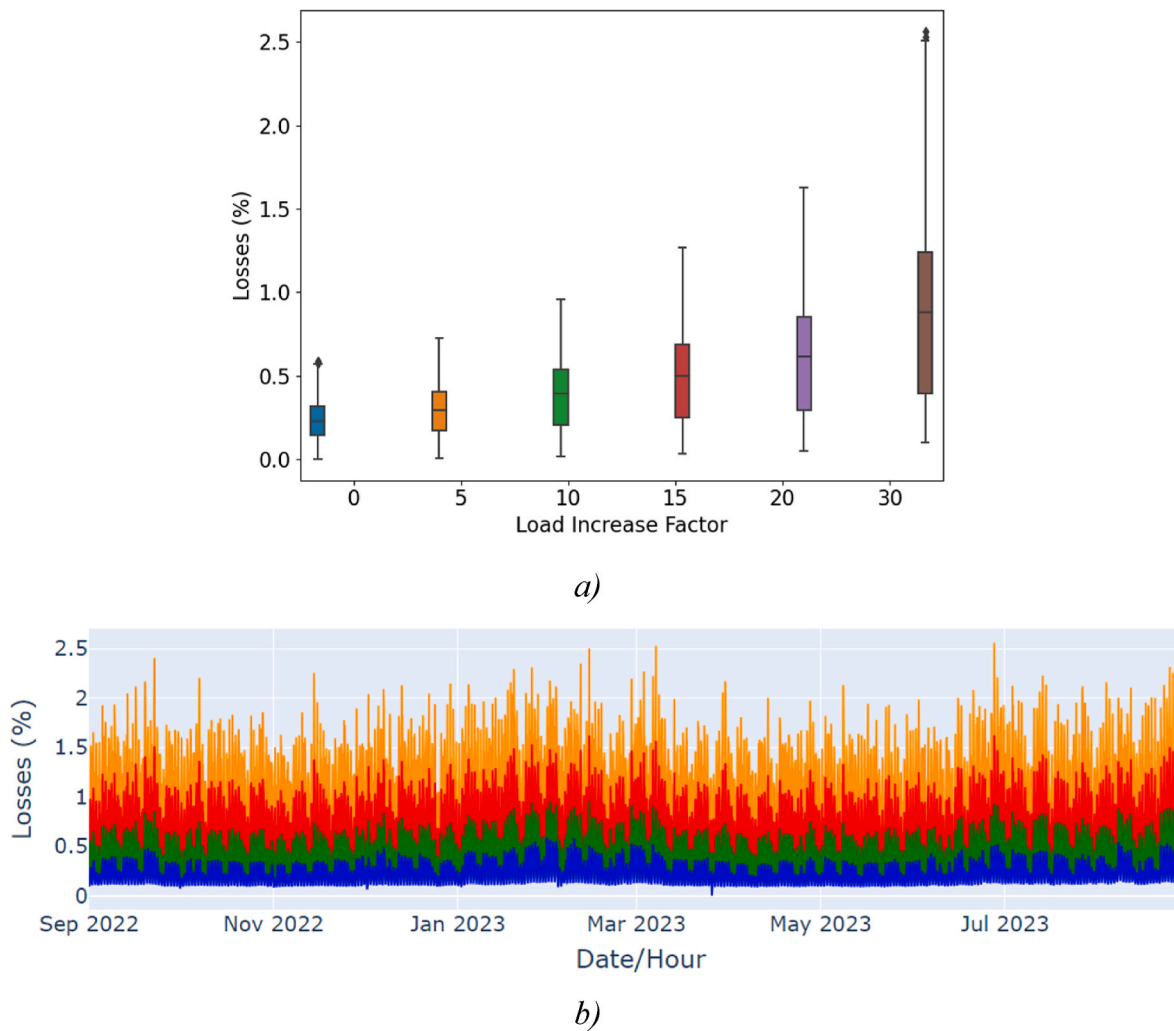 2.5
2.0
1.5
1.0
0.5
0.0
Losses (%)
0 5 10 15 20 30
Load Increase Factor
a)
2.5
2
1.5
1
0.5
0
Losses (%)
Sep 2022 Nov 2022 Jan 2023 Mar 2023 May 2023 Jul 2023
Date/Hour
b)